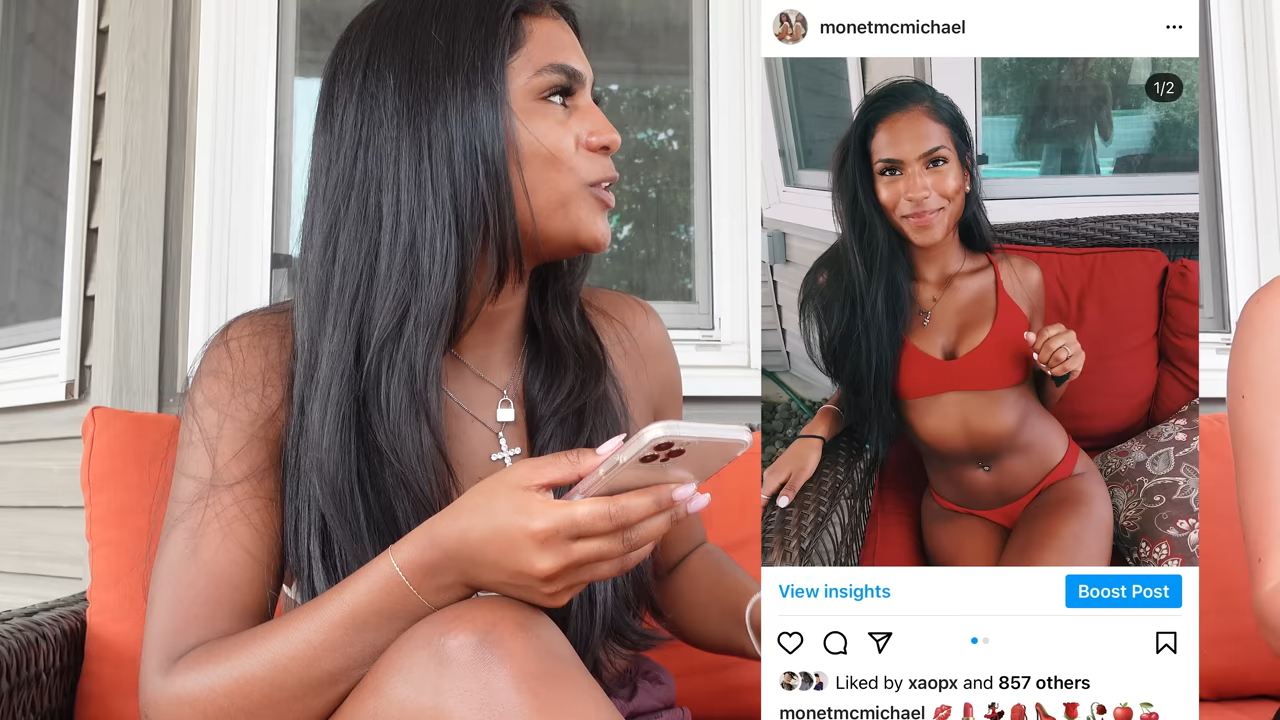 monetmcmichael
1/2
View insights
Boost Post
Liked by xaopx and 857 others
monetmcmichael 💋💄💃🎒👠🌹🥀🍎🍒